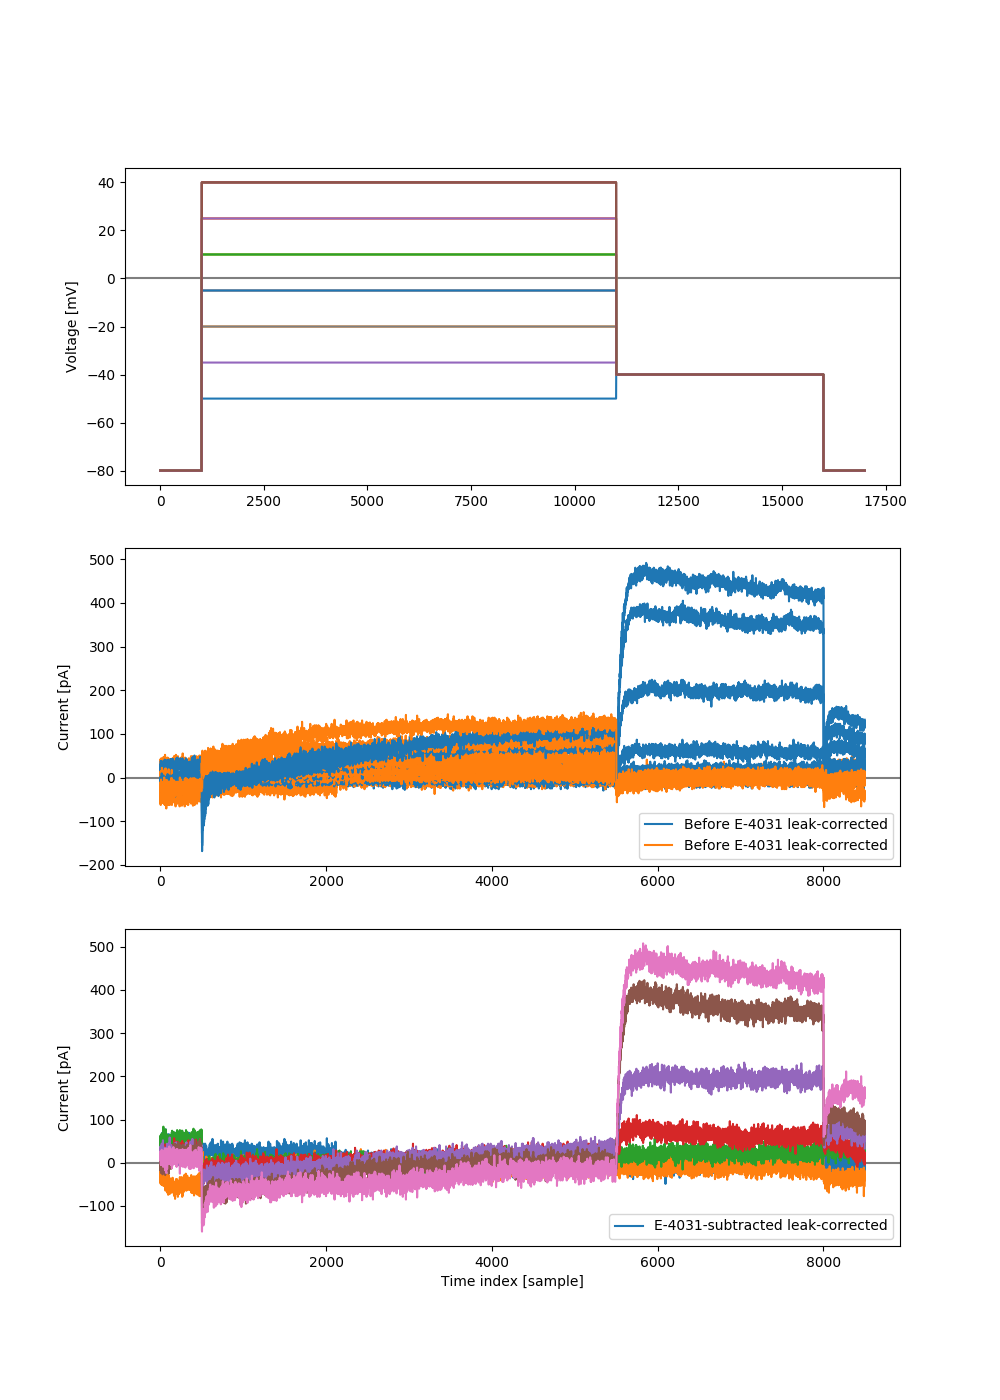 40
20
0
−20
−40
−60
−80
Voltage [mV]
0 2500 5000 7500 10000 12500 15000 17500
500
400
300
200
100
0
−100
−200
Current [pA]
Before E-4031 leak-corrected
Before E-4031 leak-corrected
0 2000 4000 6000 8000
500
400
300
200
100
0
−100
Current [pA]
E-4031-subtracted leak-corrected
0 2000 4000 6000 8000
Time index [sample]